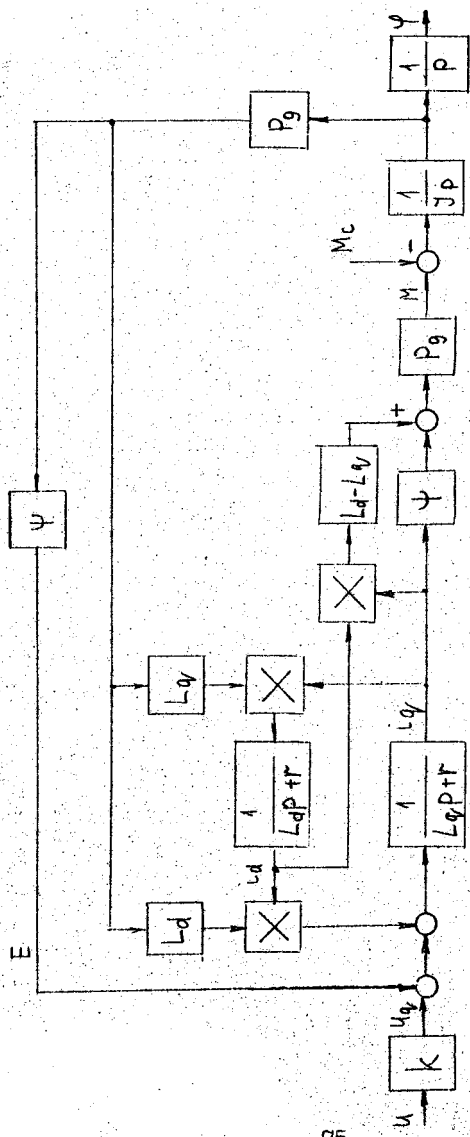 E
Ψ
Ld
Lq
Pg
id
1
Ldp+r
Ld-Lq
Mc
u
K
uq
1
Lqp+r
iq
Ψ
+
Pg
M
-
1
Jp
1
p
φ